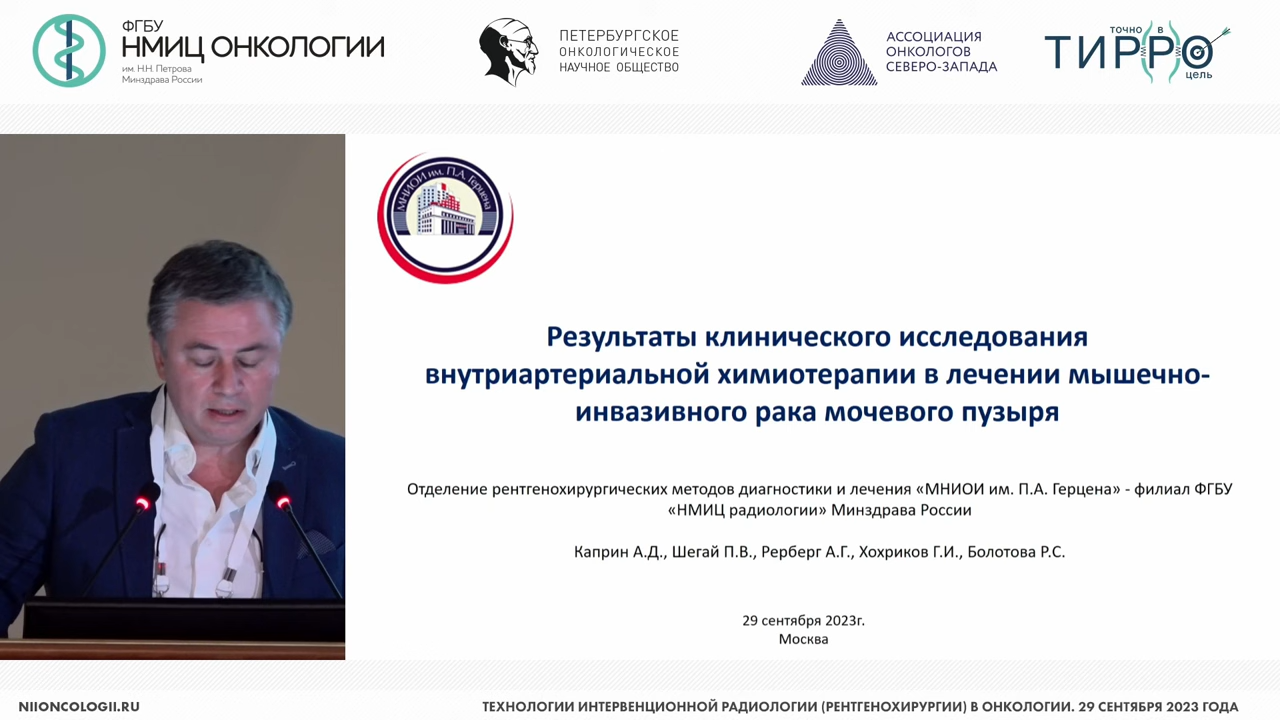 ФГБУ
НМИЦ ОНКОЛОГИИ
им. Н.Н. Петрова
Минздрава России
ПЕТЕРБУРГСКОЕ
ОНКОЛОГИЧЕСКОЕ
НАУЧНОЕ ОБЩЕСТВО
АССОЦИАЦИЯ
ОНКОЛОГОВ
СЕВЕРО-ЗАПАДА
ТОЧНО В
ТИРРО
цель
МНИОИ им. П.А. Герцена
Результаты клинического исследования
внутриартериальной химиотерапии в лечении мышечно-
инвазивного рака мочевого пузыря
Отделение рентгенохирургических методов диагностики и лечения «МНИОИ им. П.А. Герцена» - филиал ФГБУ
«НМИЦ радиологии» Минздрава России
Каприн А.Д., Шегай П.В., Рерберг А.Г., Хохриков Г.И., Болотова Р.С.
29 сентября 2023г.
Москва
NIIONCOLOGII.RU
ТЕХНОЛОГИИ ИНТЕРВЕНЦИОННОЙ РАДИОЛОГИИ (РЕНТГЕНОХИРУРГИИ) В ОНКОЛОГИИ. 29 СЕНТЯБРЯ 2023 ГОДА